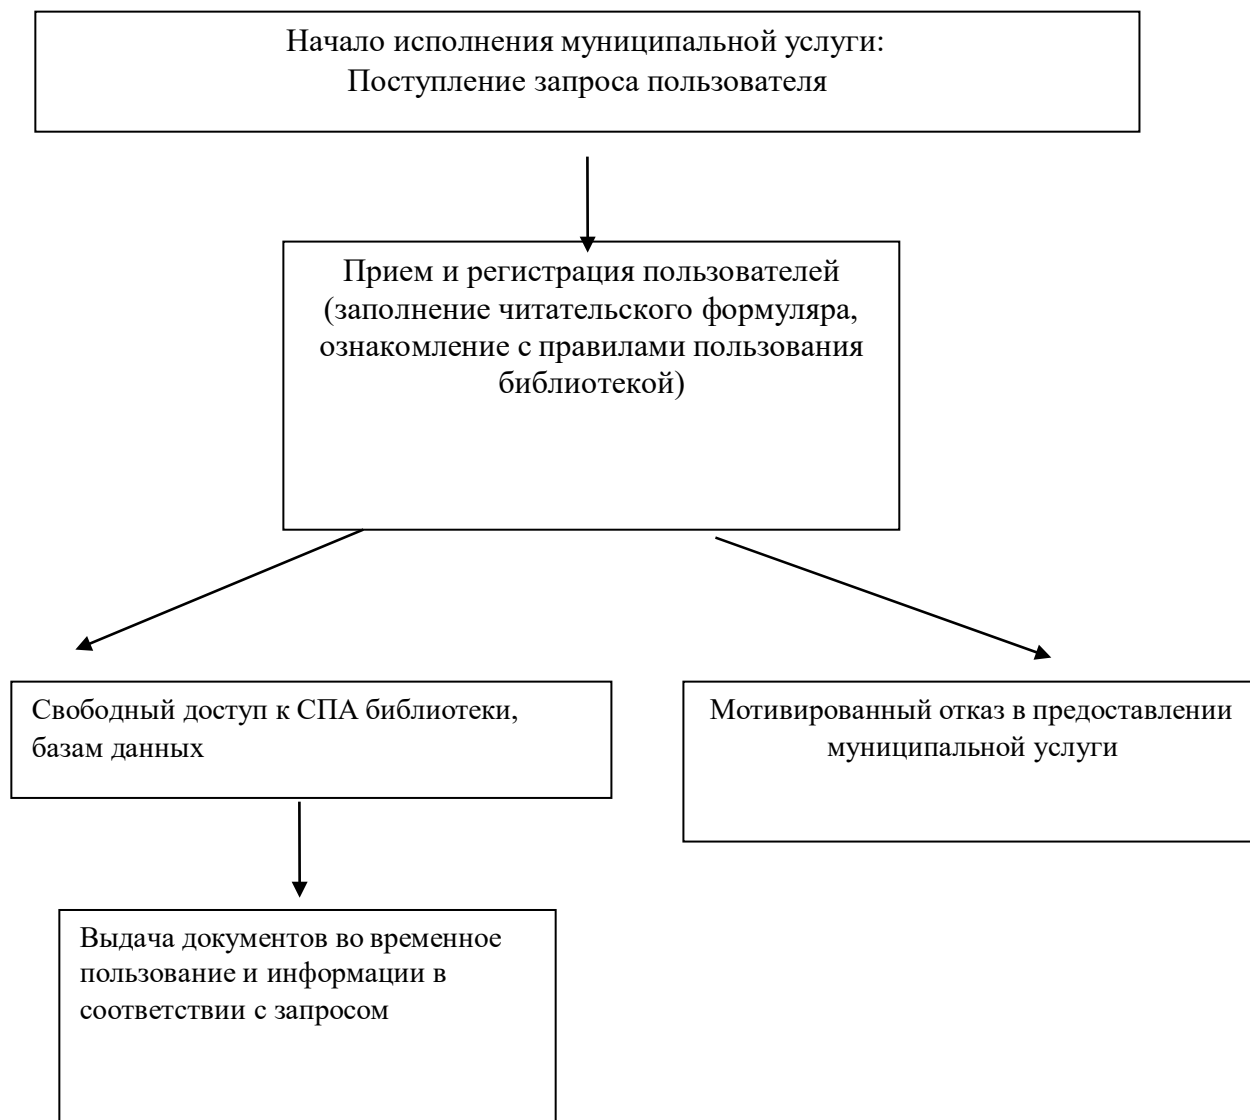 Начало исполнения муниципальной услуги:
Поступление запроса пользователя
Прием и регистрация пользователей
(заполнение читательского формуляра,
ознакомление с правилами пользования
библиотекой)
Свободный доступ к СПА библиотеки,
базам данных
Мотивированный отказ в предоставлении
муниципальной услуги
Выдача документов во временное
пользование и информации в
соответствии с запросом